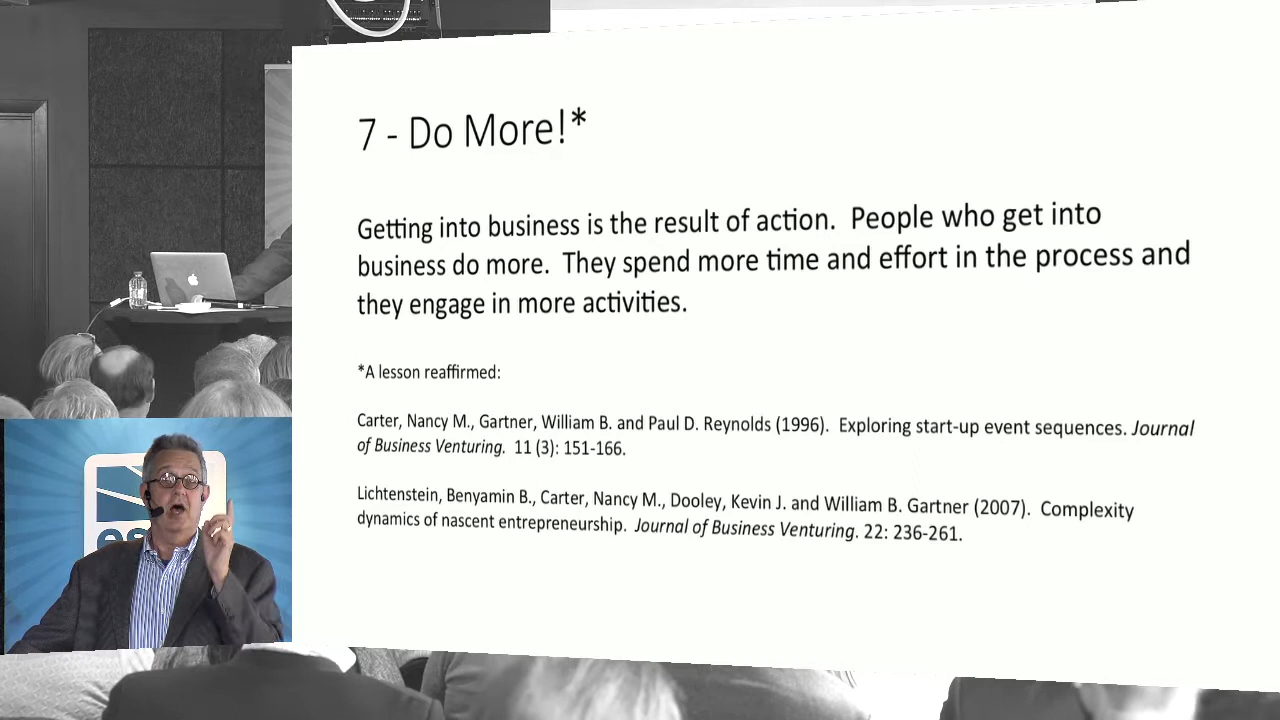 7 - Do More!*
Getting into business is the result of action. People who get into
business do more. They spend more time and effort in the process and
they engage in more activities.
*A lesson reaffirmed:
Carter, Nancy M., Gartner, William B. and Paul D. Reynolds (1996). Exploring start-up event sequences. Journal
of Business Venturing. 11 (3): 151-166.
Lichtenstein, Benyamin B., Carter, Nancy M., Dooley, Kevin J. and William B. Gartner (2007). Complexity
dynamics of nascent entrepreneurship. Journal of Business Venturing. 22: 236-261.